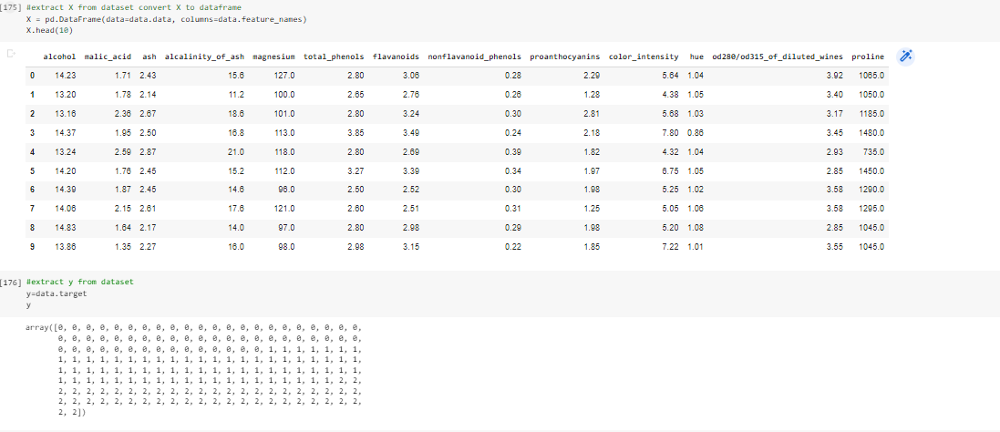 [175] #extract X from dataset convert X to dataframe
X = pd.DataFrame(data=data.data, columns=data.feature_names)
X.head(10)
alcohol malic_acid ash alcalinity_of_ash magnesium total_phenols flavanoids nonflavanoid_phenols proanthocyanins color_intensity hue od280/od315_of_diluted_wines proline
0 14.23 1.71 2.43 15.6 127.0 2.80 3.06 0.28 2.29 5.64 1.04 3.92 1065.0
1 13.20 1.78 2.14 11.2 100.0 2.65 2.76 0.26 1.28 4.38 1.05 3.40 1050.0
2 13.16 2.36 2.67 18.6 101.0 2.80 3.24 0.30 2.81 5.68 1.03 3.17 1185.0
3 14.37 1.95 2.50 16.8 113.0 3.85 3.49 0.24 2.18 7.80 0.86 3.45 1480.0
4 13.24 2.59 2.87 21.0 118.0 2.80 2.69 0.39 1.82 4.32 1.04 2.93 735.0
5 14.20 1.76 2.45 15.2 112.0 3.27 3.39 0.34 1.97 6.75 1.05 2.85 1450.0
6 14.39 1.87 2.45 14.6 96.0 2.50 2.52 0.30 1.98 5.25 1.02 3.58 1290.0
7 14.06 2.15 2.61 17.6 121.0 2.60 2.51 0.31 1.25 5.05 1.06 3.58 1295.0
8 14.83 1.64 2.17 14.0 97.0 2.80 2.98 0.29 1.98 5.20 1.08 2.85 1045.0
9 13.86 1.35 2.27 16.0 98.0 2.98 3.15 0.22 1.85 7.22 1.01 3.55 1045.0
[176] #extract y from dataset
y=data.target
y
array([0, 0, 0, 0, 0, 0, 0, 0, 0, 0, 0, 0, 0, 0, 0, 0, 0, 0, 0, 0, 0, 0,
0, 0, 0, 0, 0, 0, 0, 0, 0, 0, 0, 0, 0, 0, 0, 0, 0, 0, 0, 0, 0, 0,
0, 0, 0, 0, 0, 0, 0, 0, 0, 0, 0, 0, 0, 0, 0, 1, 1, 1, 1, 1, 1, 1,
1, 1, 1, 1, 1, 1, 1, 1, 1, 1, 1, 1, 1, 1, 1, 1, 1, 1, 1, 1, 1, 1,
1, 1, 1, 1, 1, 1, 1, 1, 1, 1, 1, 1, 1, 1, 1, 1, 1, 1, 1, 1, 1, 1,
1, 1, 1, 1, 1, 1, 1, 1, 1, 1, 1, 1, 1, 1, 1, 1, 1, 1, 1, 1, 2, 2,
2, 2, 2, 2, 2, 2, 2, 2, 2, 2, 2, 2, 2, 2, 2, 2, 2, 2, 2, 2, 2, 2,
2, 2, 2, 2, 2, 2, 2, 2, 2, 2, 2, 2, 2, 2, 2, 2, 2, 2, 2, 2, 2, 2,
2, 2])